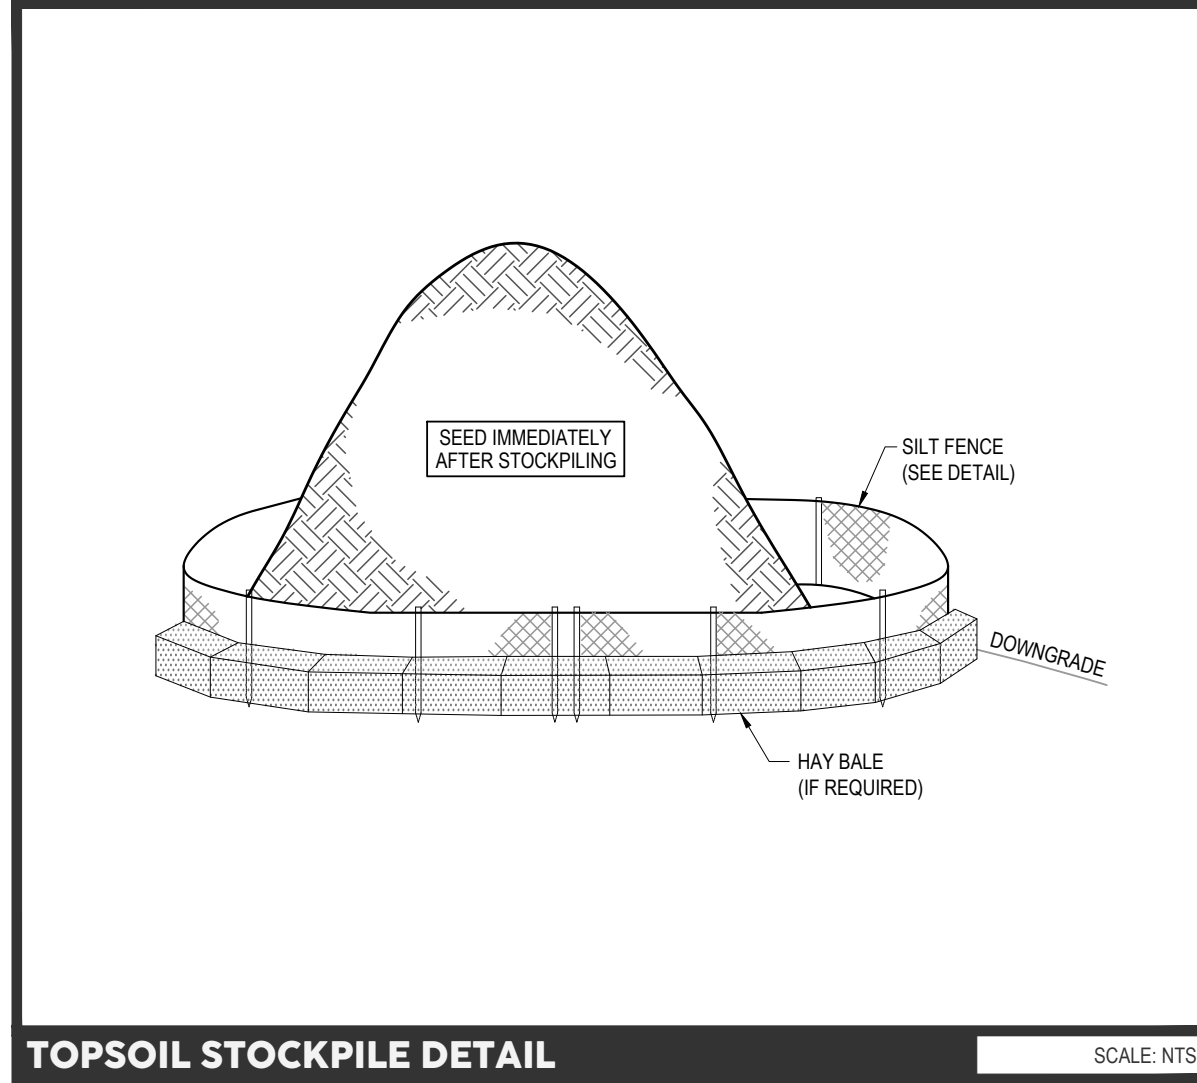 SEED IMMEDIATELY
AFTER STOCKPILING
SILT FENCE
(SEE DETAIL)
DOWNGRADE
HAY BALE
(IF REQUIRED)
TOPSOIL STOCKPILE DETAIL
SCALE: NTS